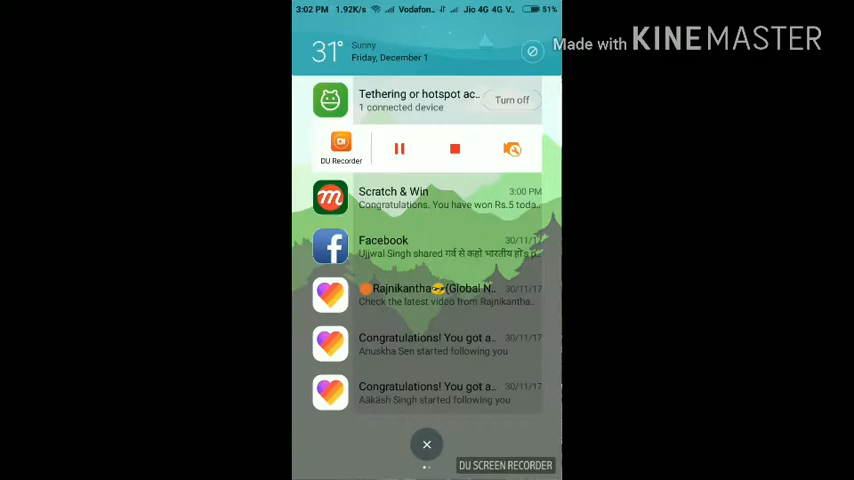 3:02 PM 1.92K/s Vodafon.. Jio 4G 4G V.. 51%
Made with KINEMASTER
31° Sunny
Friday, December 1
Tethering or hotspot ac.. Turn off
1 connected device
DU Recorder
Scratch & Win 3:00 PM
Congratulations. You have won Rs.5 toda..
Facebook 30/11/17
Ujjwal Singh shared गर्व से कहो भारतीय हों's p..
Rajnikantha (Global N.. 30/11/17
Check the latest video from Rajnikantha..
Congratulations! You got a.. 30/11/17
Anuskha Sen started following you
Congratulations! You got a.. 30/11/17
Aäkäsh Singh started following you
DU SCREEN RECORDER